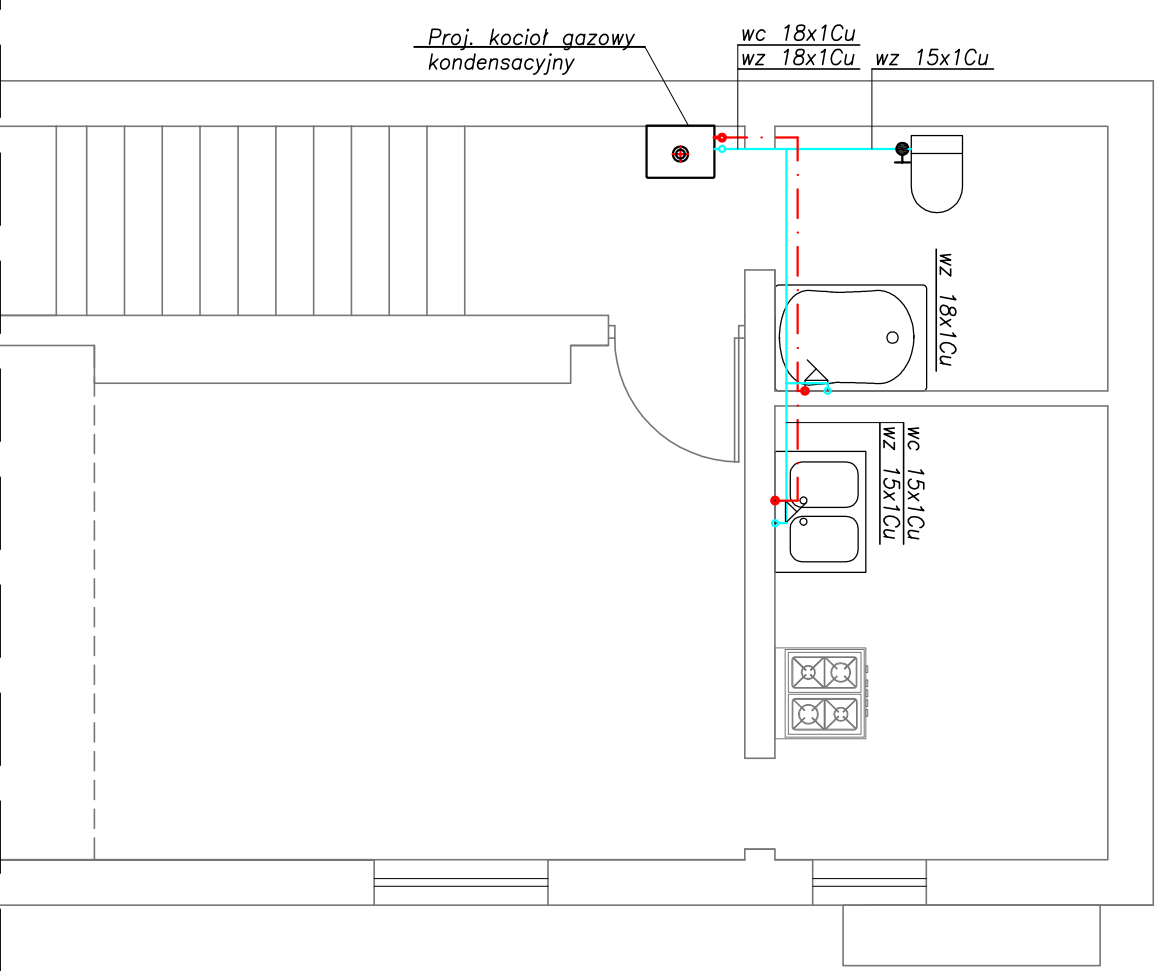 Proj. kocioł gazowy
kondensacyjny
wc 18x1Cu
wz 18x1Cu
wz 15x1Cu
wz 18x1Cu
wc 15x1Cu
wz 15x1Cu